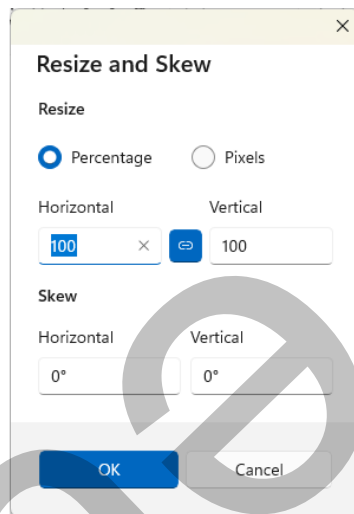 Resize and Skew
Resize
Percentage Pixels
Horizontal Vertical
100 100
Skew
Horizontal Vertical
0° 0°
OK Cancel